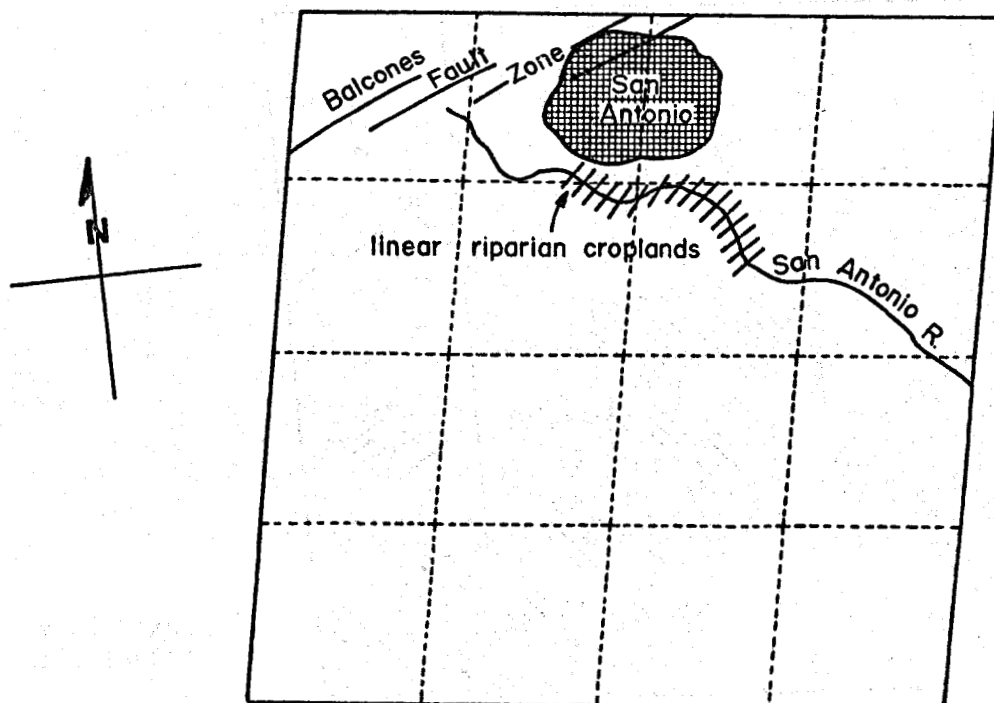 Balcones
Fault
Zone
San
Antonio
N
linear riparian croplands
San Antonio R.